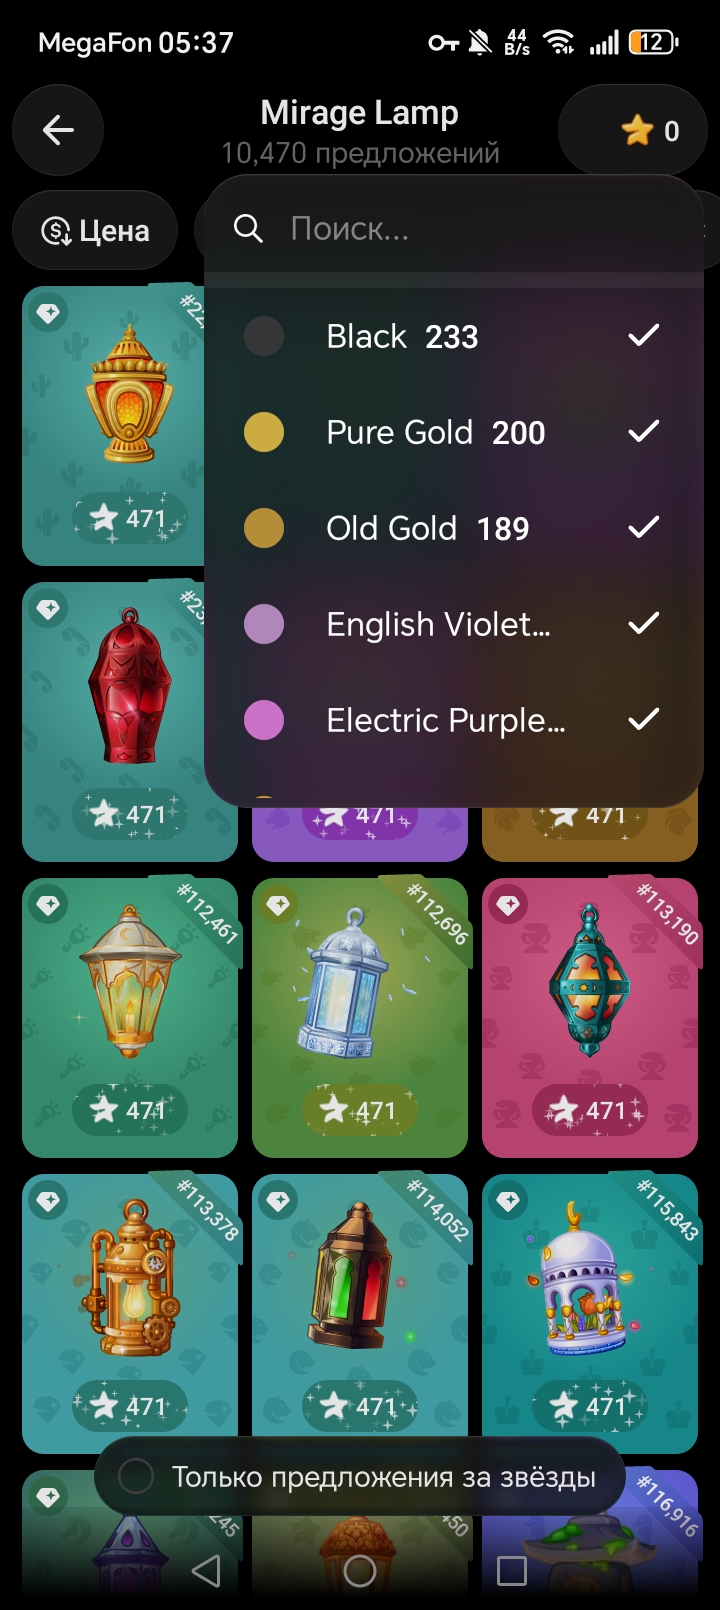 MegaFon 05:37
44 B/s
12
Mirage Lamp
10,470 предложений
0
Цена
Поиск...
Black 233
Pure Gold 200
Old Gold 189
English Violet...
Electric Purple...
471
471
471
471
#112,461
#112,696
#113,190
471
471
471
#113,378
#114,052
#115,843
471
471
471
Только предложения за звёзды
245
450
#116,916